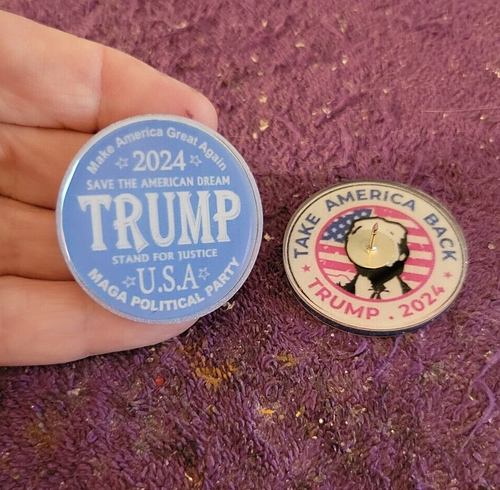 Make America Great Again
2024
SAVE THE AMERICAN DREAM
TRUMP
STAND FOR JUSTICE
U.S.A
MAGA POLITICAL PARTY
TAKE AMERICA BACK
TRUMP . 2024